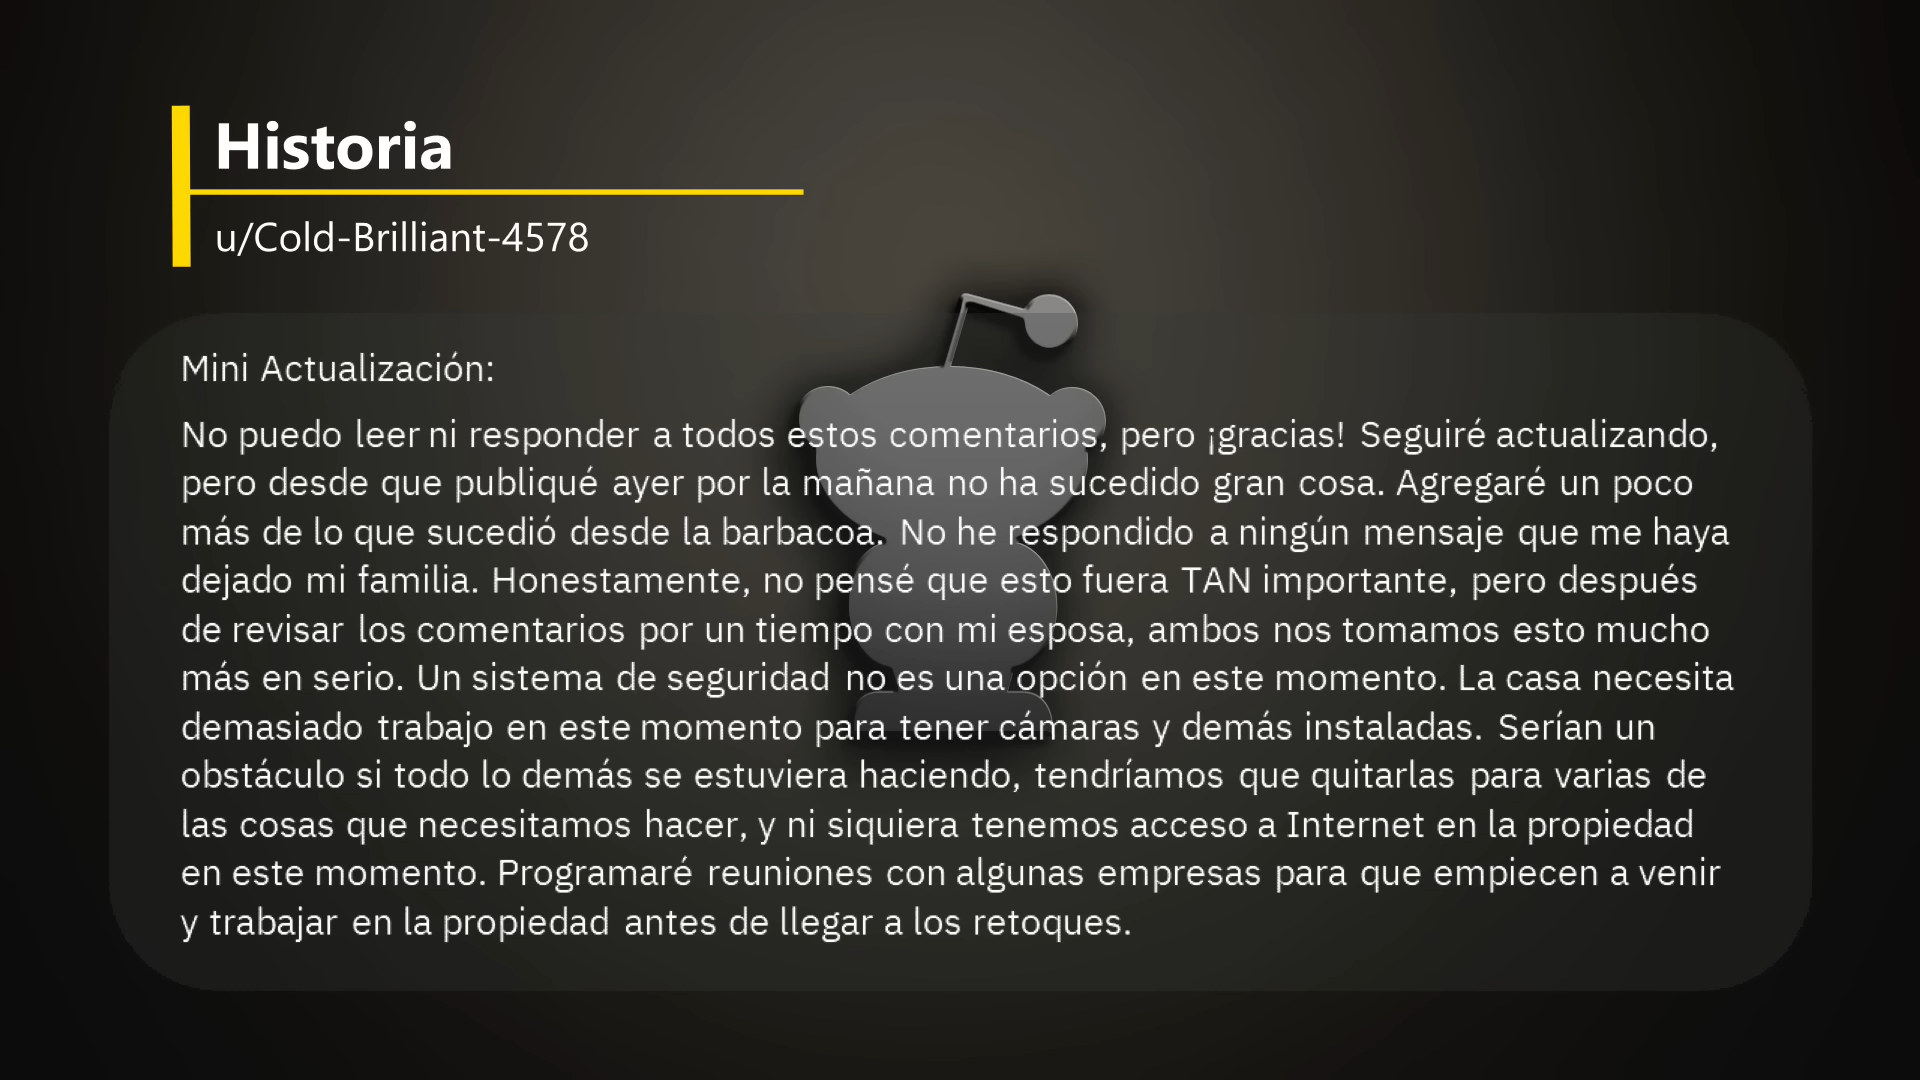 Historia
u/Cold-Brilliant-4578
Mini Actualización:
No puedo leer ni responder a todos estos comentarios, pero ¡gracias! Seguiré actualizando,
pero desde que publiqué ayer por la mañana no ha sucedido gran cosa. Agregaré un poco
más de lo que sucedió desde la barbacoa. No he respondido a ningún mensaje que me haya
dejado mi familia. Honestamente, no pensé que esto fuera TAN importante, pero después
de revisar los comentarios por un tiempo con mi esposa, ambos nos tomamos esto mucho
más en serio. Un sistema de seguridad no es una opción en este momento. La casa necesita
demasiado trabajo en este momento para tener cámaras y demás instaladas. Serían un
obstáculo si todo lo demás se estuviera haciendo, tendríamos que quitarlas para varias de
las cosas que necesitamos hacer, y ni siquiera tenemos acceso a Internet en la propiedad
en este momento. Programaré reuniones con algunas empresas para que empiecen a venir
y trabajar en la propiedad antes de llegar a los retoques.